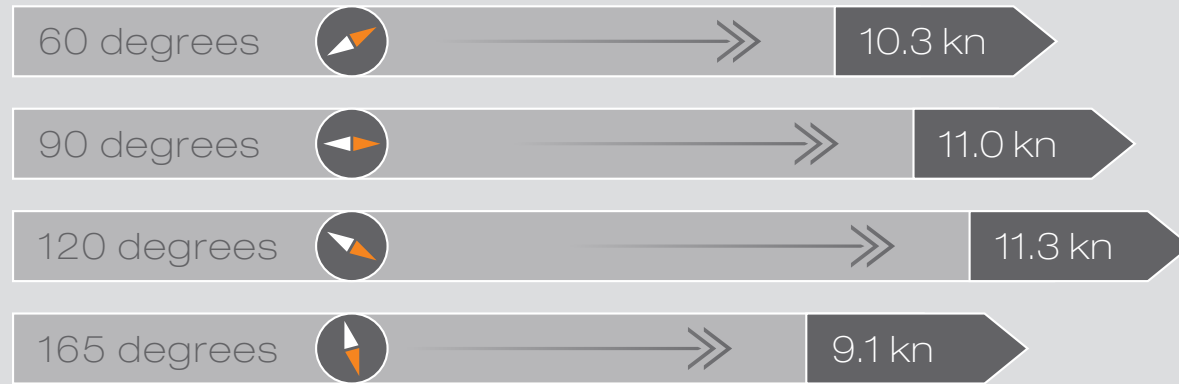 60 degrees 10.3 kn
90 degrees 11.0 kn
120 degrees 11.3 kn
165 degrees 9.1 kn